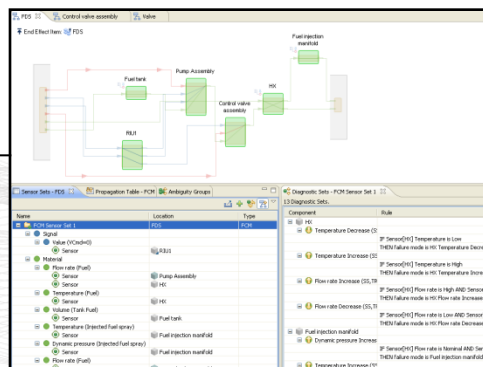 FDS Control valve assembly Valve
End Effect Item FDS
Fuel injection
manifold
Fuel tank
Pump Assembly
HX
Control valve
assembly
RIU1
Sensor Sets - FDS Propagation Table - FCM Ambiguity Groups
Name Location Type
FCM Sensor Set 1 FDS FCM
Signal
Value (VCmd=0)
Sensor RIU1
Material
Flow rate (Fuel)
Sensor Pump Assembly
Sensor HX
Temperature (Fuel)
Sensor HX
Volume (Tank Fuel)
Sensor Fuel tank
Temperature (Injected fuel spray)
Sensor Fuel injection manifold
Dynamic pressure (Injected fuel spray)
Sensor Fuel injection manifold
Flow rate (Fuel)
Diagnostic Sets - FCM Sensor Set 1
13 Diagnostic Sets.
Component Rule
HX
Temperature Decrease (S
IF Sensor[HX] Temperature is Low
THEN failure mode is HX Temperature Decre
Temperature Increase (SS
IF Sensor[HX] Temperature is High
THEN failure mode is HX Temperature Increa
Flow rate Increase (SS,TF
IF Sensor[HX] Flow rate is High AND Sensor
THEN failure mode is HX Flow rate Increase
Flow rate Decrease (SS,T
IF Sensor[HX] Flow rate is Low AND Sensor
THEN failure mode is HX Flow rate Decrease
Fuel injection manifold
Dynamic pressure Increas
IF Sensor[HX] Flow rate is Nominal AND Sen
THEN failure mode is Fuel injection manifold
Temperature Increase (SS